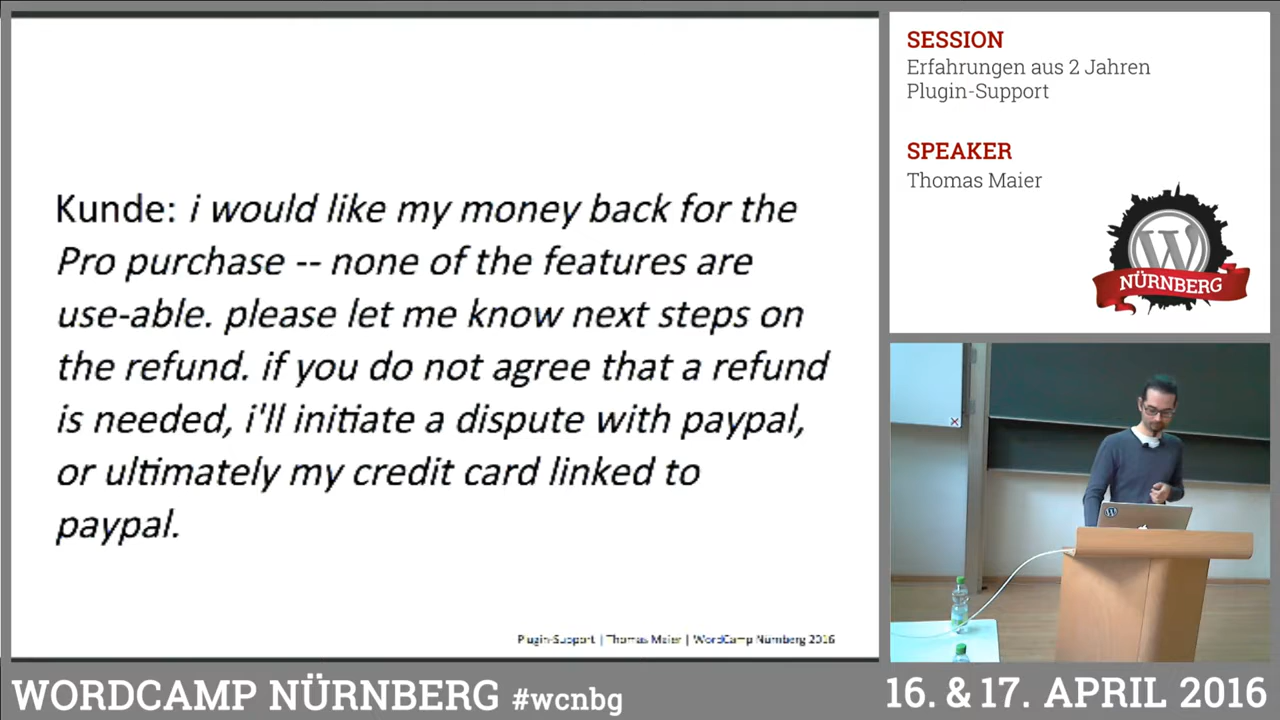 Kunde: i would like my money back for the
Pro purchase -- none of the features are
use-able. please let me know next steps on
the refund. if you do not agree that a refund
is needed, i'll initiate a dispute with paypal,
or ultimately my credit card linked to
paypal.
Plugin-Support | Thomas Maier | WordCamp Nürnberg 2016
SESSION
Erfahrungen aus 2 Jahren
Plugin-Support
SPEAKER
Thomas Maier
W
NÜRNBERG
WORDCAMP NÜRNBERG #wcnbg
16. & 17. APRIL 2016